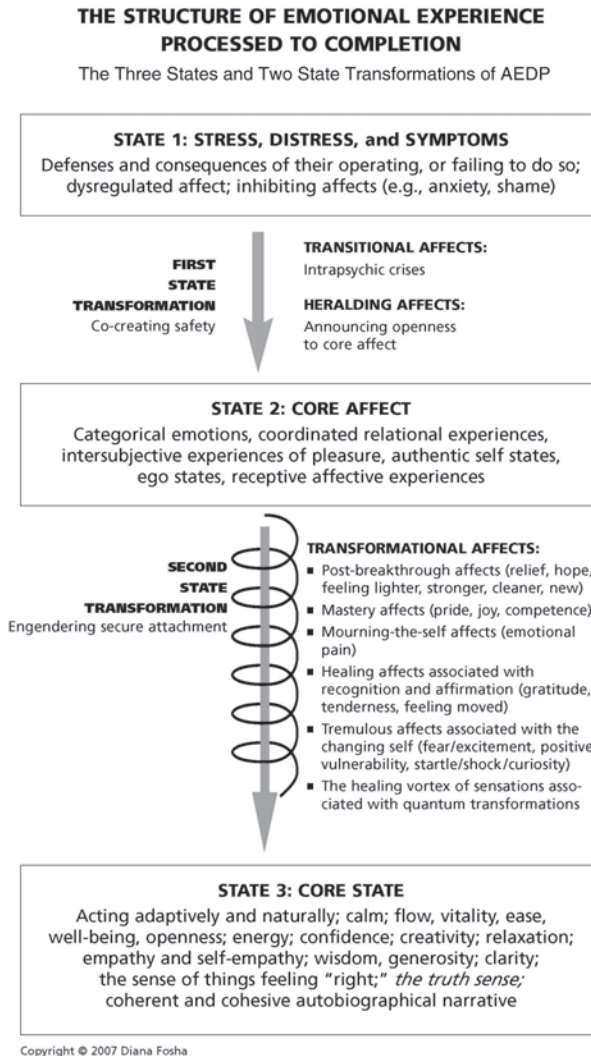 THE STRUCTURE OF EMOTIONAL EXPERIENCE
PROCESSED TO COMPLETION
The Three States and Two State Transformations of AEDP
STATE 1: STRESS, DISTRESS, and SYMPTOMS
Defenses and consequences of their operating, or failing to do so;
dysregulated affect; inhibiting affects (e.g., anxiety, shame)
FIRST
STATE
TRANSFORMATION
Co-creating safety
TRANSITIONAL AFFECTS:
Intrapsychic crises
HERALDING AFFECTS:
Announcing openness
to core affect
STATE 2: CORE AFFECT
Categorical emotions, coordinated relational experiences,
intersubjective experiences of pleasure, authentic self states,
ego states, receptive affective experiences
SECOND
STATE
TRANSFORMATION
Engendering secure attachment
TRANSFORMATIONAL AFFECTS:
▪ Post-breakthrough affects (relief, hope,
feeling lighter, stronger, cleaner, new)
▪ Mastery affects (pride, joy, competence)
▪ Mourning-the-self affects (emotional
pain)
▪ Healing affects associated with
recognition and affirmation (gratitude,
tenderness, feeling moved)
▪ Tremulous affects associated with the
changing self (fear/excitement, positive
vulnerability, startle/shock/curiosity)
▪ The healing vortex of sensations asso-
ciated with quantum transformations
STATE 3: CORE STATE
Acting adaptively and naturally; calm; flow, vitality, ease,
well-being, openness; energy; confidence; creativity; relaxation;
empathy and self-empathy; wisdom, generosity; clarity;
the sense of things feeling "right;" the truth sense;
coherent and cohesive autobiographical narrative
Copyright © 2007 Diana Fosha